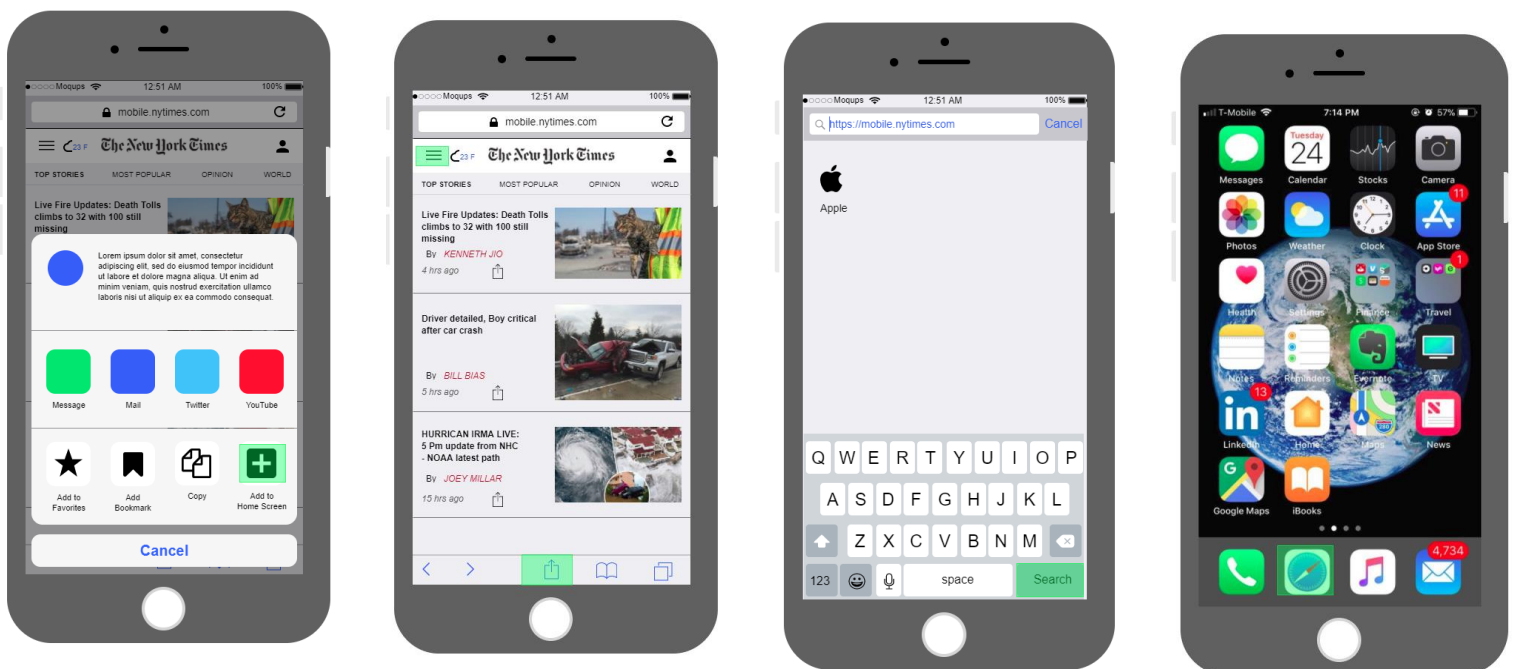 Moqups 12:51 AM 100%
mobile.nytimes.com
23 F The New York Times
TOP STORIES MOST POPULAR OPINION WORLD
Live Fire Updates: Death Tolls
climbs to 32 with 100 still
missing
Lorem ipsum dolor sit amet, consectetur
adipiscing elit, sed do eiusmod tempor incididunt
ut labore et dolore magna aliqua. Ut enim ad
minim veniam, quis nostrud exercitation ullamco
laboris nisi ut aliquip ex ea commodo consequat.
Message Mail Twitter YouTube
Add to
Favorites
Add
Bookmark
Copy
Add to
Home Screen
Cancel
Moqups 12:51 AM 100%
mobile.nytimes.com
23 F The New York Times
TOP STORIES MOST POPULAR OPINION WORLD
Live Fire Updates: Death Tolls
climbs to 32 with 100 still
missing
By KENNETH JIO
4 hrs ago
Driver detailed, Boy critical
after car crash
By BILL BIAS
5 hrs ago
HURRICAN IRMA LIVE:
5 Pm update from NHC
- NOAA latest path
By JOEY MILLAR
15 hrs ago
Moqups 12:51 AM 100%
https://mobile.nytimes.com Cancel
Apple
Q W E R T Y U I O P
A S D F G H J K L
Z X C V B N M
123 space Search
T-Mobile 7:14 PM 57%
Tuesday
24
Messages Calendar Stocks Camera
11
Photos Weather Clock App Store
1
Health Settings Finance Travel
Notes Reminders Evernote TV
13
in
280
N
LinkedIn Home Maps News
G
Google Maps iBooks
4,734